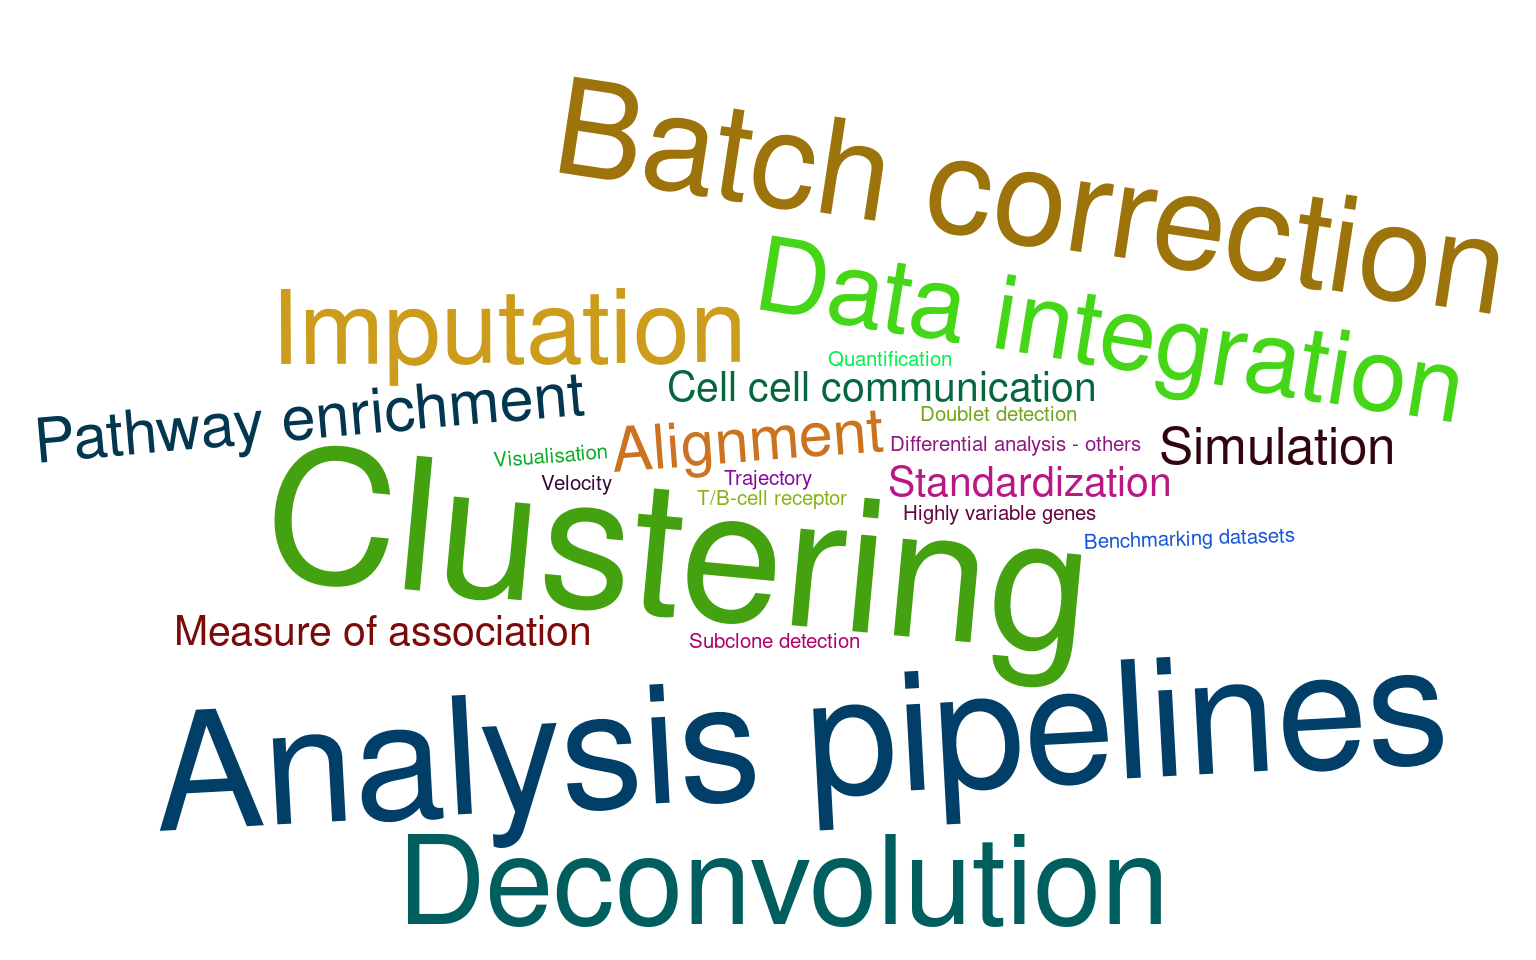 Batch correction
Data integration
Imputation
Quantification
Cell cell communication
Pathway enrichment
Doublet detection
Alignment
Differential analysis - others
Simulation
Visualisation
Velocity
Trajectory
Standardization
T/B-cell receptor
Highly variable genes
Clustering
Benchmarking datasets
Measure of association
Subclone detection
Analysis pipelines
Deconvolution